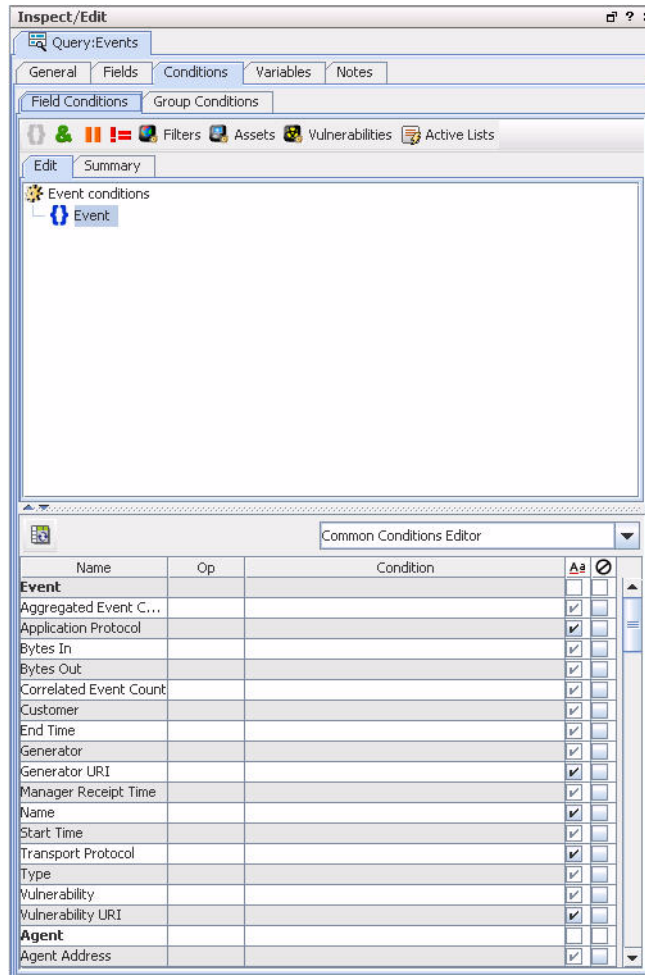 Inspect/Edit ?
Query:Events
General Fields Conditions Variables Notes
Field Conditions Group Conditions
{} & != Filters Assets Vulnerabilities Active Lists
Edit Summary
Event conditions
{} Event
Common Conditions Editor
Name Op Condition Aa
Event
Aggregated Event C...
Application Protocol
Bytes In
Bytes Out
Correlated Event Count
Customer
End Time
Generator
Generator URI
Manager Receipt Time
Name
Start Time
Transport Protocol
Type
Vulnerability
Vulnerability URI
Agent
Agent Address